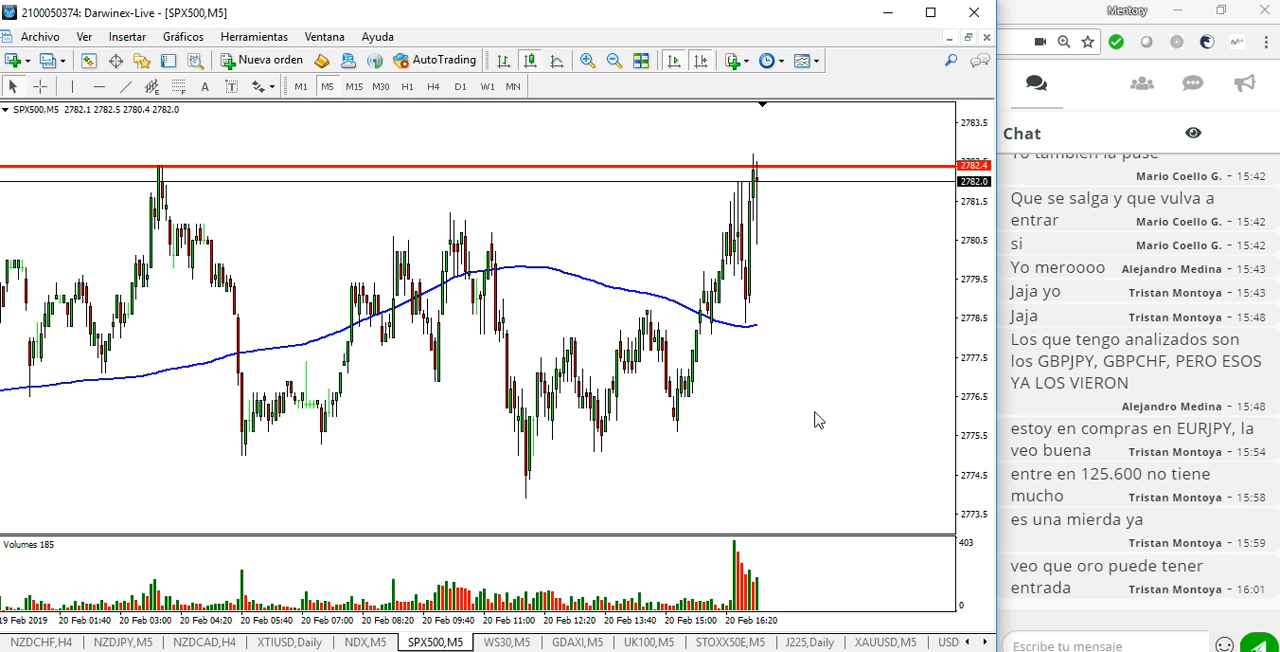 2100050374: Darwinex-Live - [SPX500,M5]
Archivo Ver Insertar Gráficos Herramientas Ventana Ayuda
Nueva orden AutoTrading
A T M1 M5 M15 M30 H1 H4 D1 W1 MN
SPX500,M5 2782.1 2782.5 2780.4 2782.0
2783.5
2782.4
2782.0
2781.5
2780.5
2779.5
2778.5
2777.5
2776.5
2775.5
2774.5
2773.5
Volumes 185
403
0
19 Feb 2019 20 Feb 01:40 20 Feb 03:00 20 Feb 04:20 20 Feb 05:40 20 Feb 07:00 20 Feb 08:20 20 Feb 09:40 20 Feb 11:00 20 Feb 12:20 20 Feb 13:40 20 Feb 15:00 20 Feb 16:20
NZDCHF,H4 NZDJPY,M5 NZDCAD,H4 XTIUSD,Daily NDX,M5 SPX500,M5 WS30,M5 GDAXI,M5 UK100,M5 STOXX50E,M5 J225,Daily XAUUSD,M5 USD
Mentory
M+
Chat
Yo también la puse
Mario Coello G. - 15:42
Que se salga y que vulva a
entrar Mario Coello G. - 15:42
si Mario Coello G. - 15:42
Yo meroooo Alejandro Medina - 15:43
Jaja yo Tristan Montoya - 15:43
Jaja Tristan Montoya - 15:48
Los que tengo analizados son
los GBPJPY, GBPCHF, PERO ESOS
YA LOS VIERON
Alejandro Medina - 15:48
estoy en compras en EURJPY, la
veo buena Tristan Montoya - 15:54
entre en 125.600 no tiene
mucho Tristan Montoya - 15:58
es una mierda ya
Tristan Montoya - 15:59
veo que oro puede tener
entrada Tristan Montoya - 16:01
Escribe tu mensaje